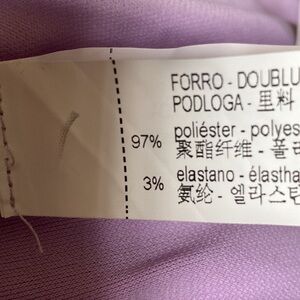 FORRO - DOUBLU
PODLOGA - 里料
97% poliéster - polyes
聚酯纤维 - 폴리
3% elastano - élastha
氨纶 - 엘라스틴